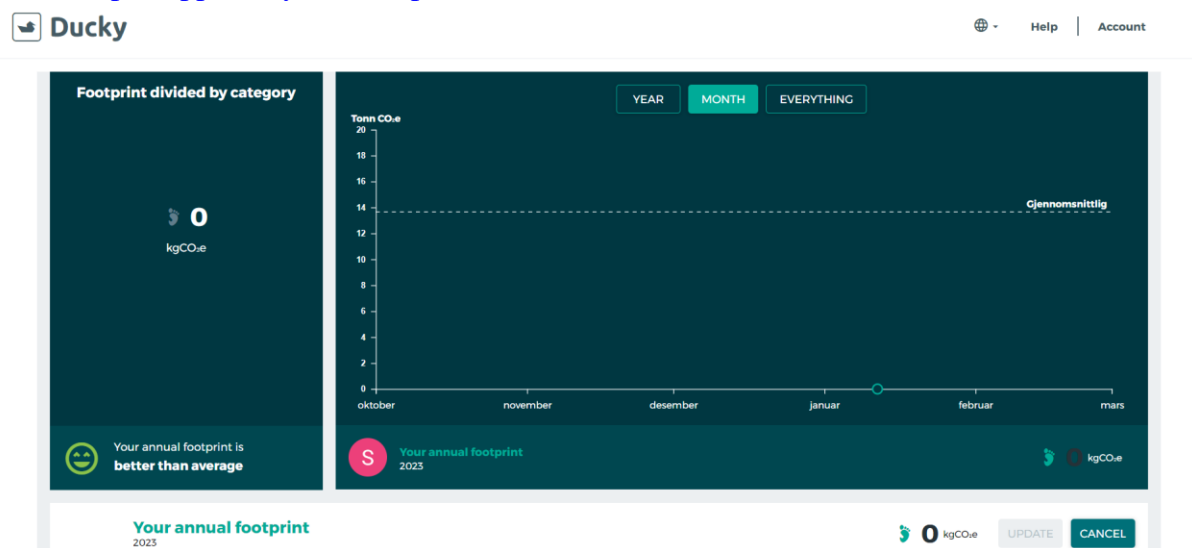 Ducky
Help
Account
Footprint divided by category
0
kgCO₂e
Your annual footprint is
better than average
YEAR
MONTH
EVERYTHING
Tonn CO₂e
20
18
16
14
12
10
8
6
4
2
0
Gjennomsnittlig
oktober
november
desember
januar
februar
mars
S
Your annual footprint
2023
0 kgCO₂e
Your annual footprint
2023
0 kgCO₂e
UPDATE
CANCEL